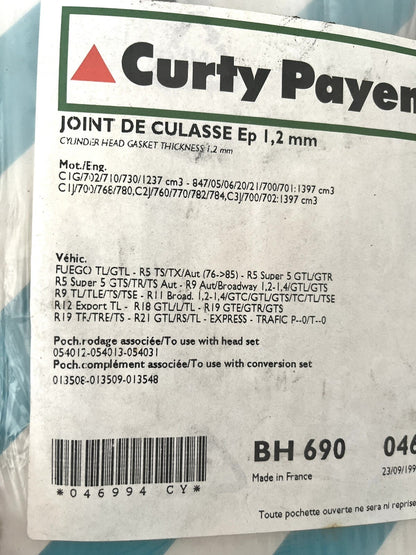 Curty Payen
JOINT DE CULASSE Ep 1,2 mm
CYLINDER HEAD GASKET THICKNESS 1,2 mm
Mot./Eng.
C1G/702/710/730/1237 cm3 - 847/05/06/20/21/700/701:1397 cm3
C1J/700/768/780,C2J/760/770/782/784,C3J/700/702:1397 cm3
Véhic.
FUEGO TL/GTL - R5 TS/TX/Aut (76->85) - R5 Super 5 GTL/GTR
R5 Super 5 GTS/TR/TS Aut - R9 Aut/Broadway 1,2-1,4/GTL/GTS
R9 TL/TLE/TS/TSE - R11 Broad. 1,2-1,4/GTC/GTL/GTS/TC/TL/TSE
R12 Export TL - R18 GTL/L/TL - R19 GTE/GTR/GTS
R19 TR/TRE/TS - R21 GTL/RS/TL - EXPRESS - TRAFIC P--0/T--0
Poch.rodage associée/To use with head set
054012-054013-054031
Poch.complément associée/To use with conversion set
013508-013509-013548
*046994 CY*
BH 690 046
Made in France 23/09/199
Toute pochette ouverte ne sera ni reprise